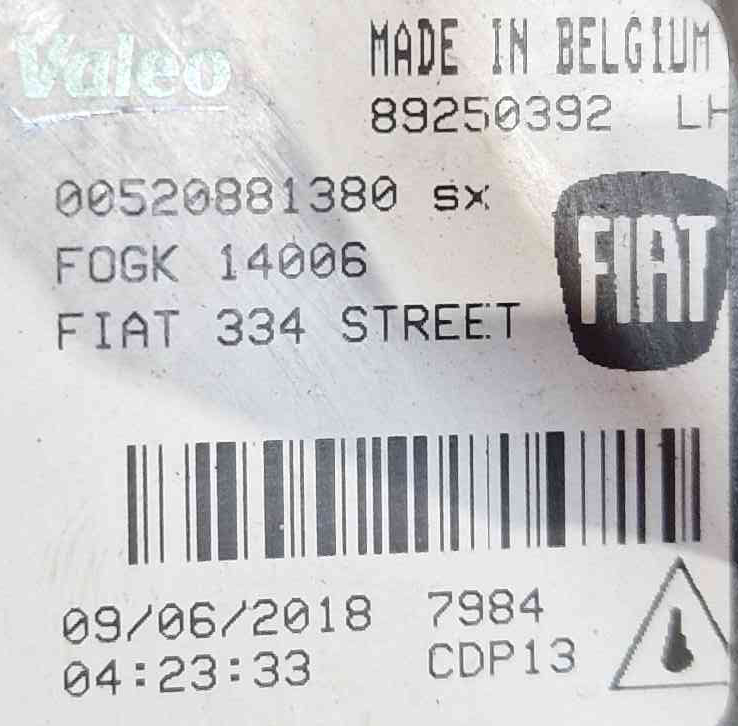 Valeo
MADE IN BELGIUM
89250392 LH
00520881380 sx
FOGK 14006
FIAT 334 STREET
FIAT
09/06/2018 7984
04:23:33 CDP13